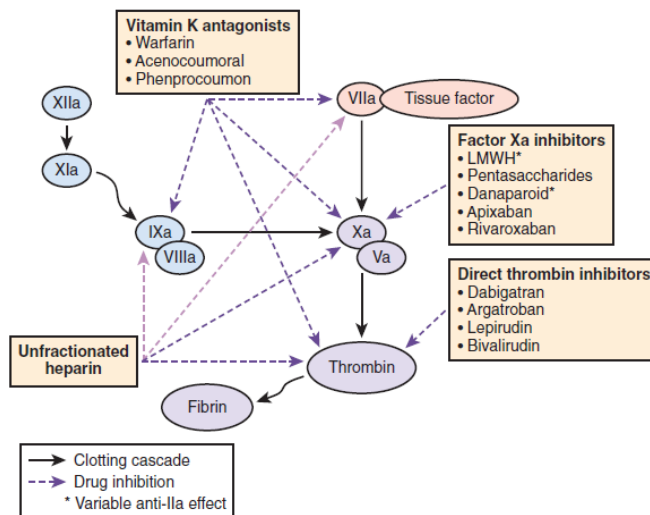 Vitamin K antagonists
• Warfarin
• Acenocoumoral
• Phenprocoumon
XIIa
VIIa
Tissue factor
XIa
Factor Xa inhibitors
• LMWH*
• Pentasaccharides
• Danaparoid*
• Apixaban
• Rivaroxaban
IXa
VIIIa
Xa
Va
Direct thrombin inhibitors
• Dabigatran
• Argatroban
• Lepirudin
• Bivalirudin
Unfractionated
heparin
Thrombin
Fibrin
Clotting cascade
Drug inhibition
* Variable anti-IIa effect